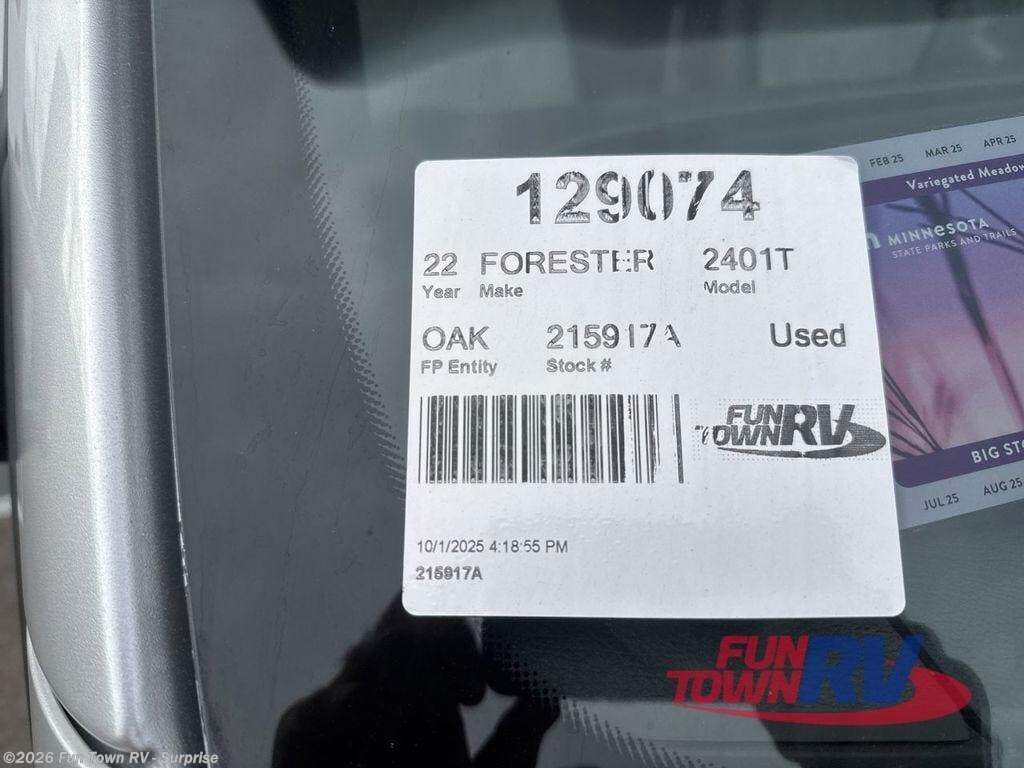 129074
22 FORESTER 2401T
Year Make Model
OAK 215917A Used
FP Entity Stock #
FUN TOWN RV
10/1/2025 4:18:55 PM
215917A
FEB 25 MAR 25 APR 25
Variegated Meadow
MINNESOTA
STATE PARKS AND TRAILS
BIG STO
JUL 25 AUG 25
FUN TOWN RV
©2026 Fun Town RV - Surprise